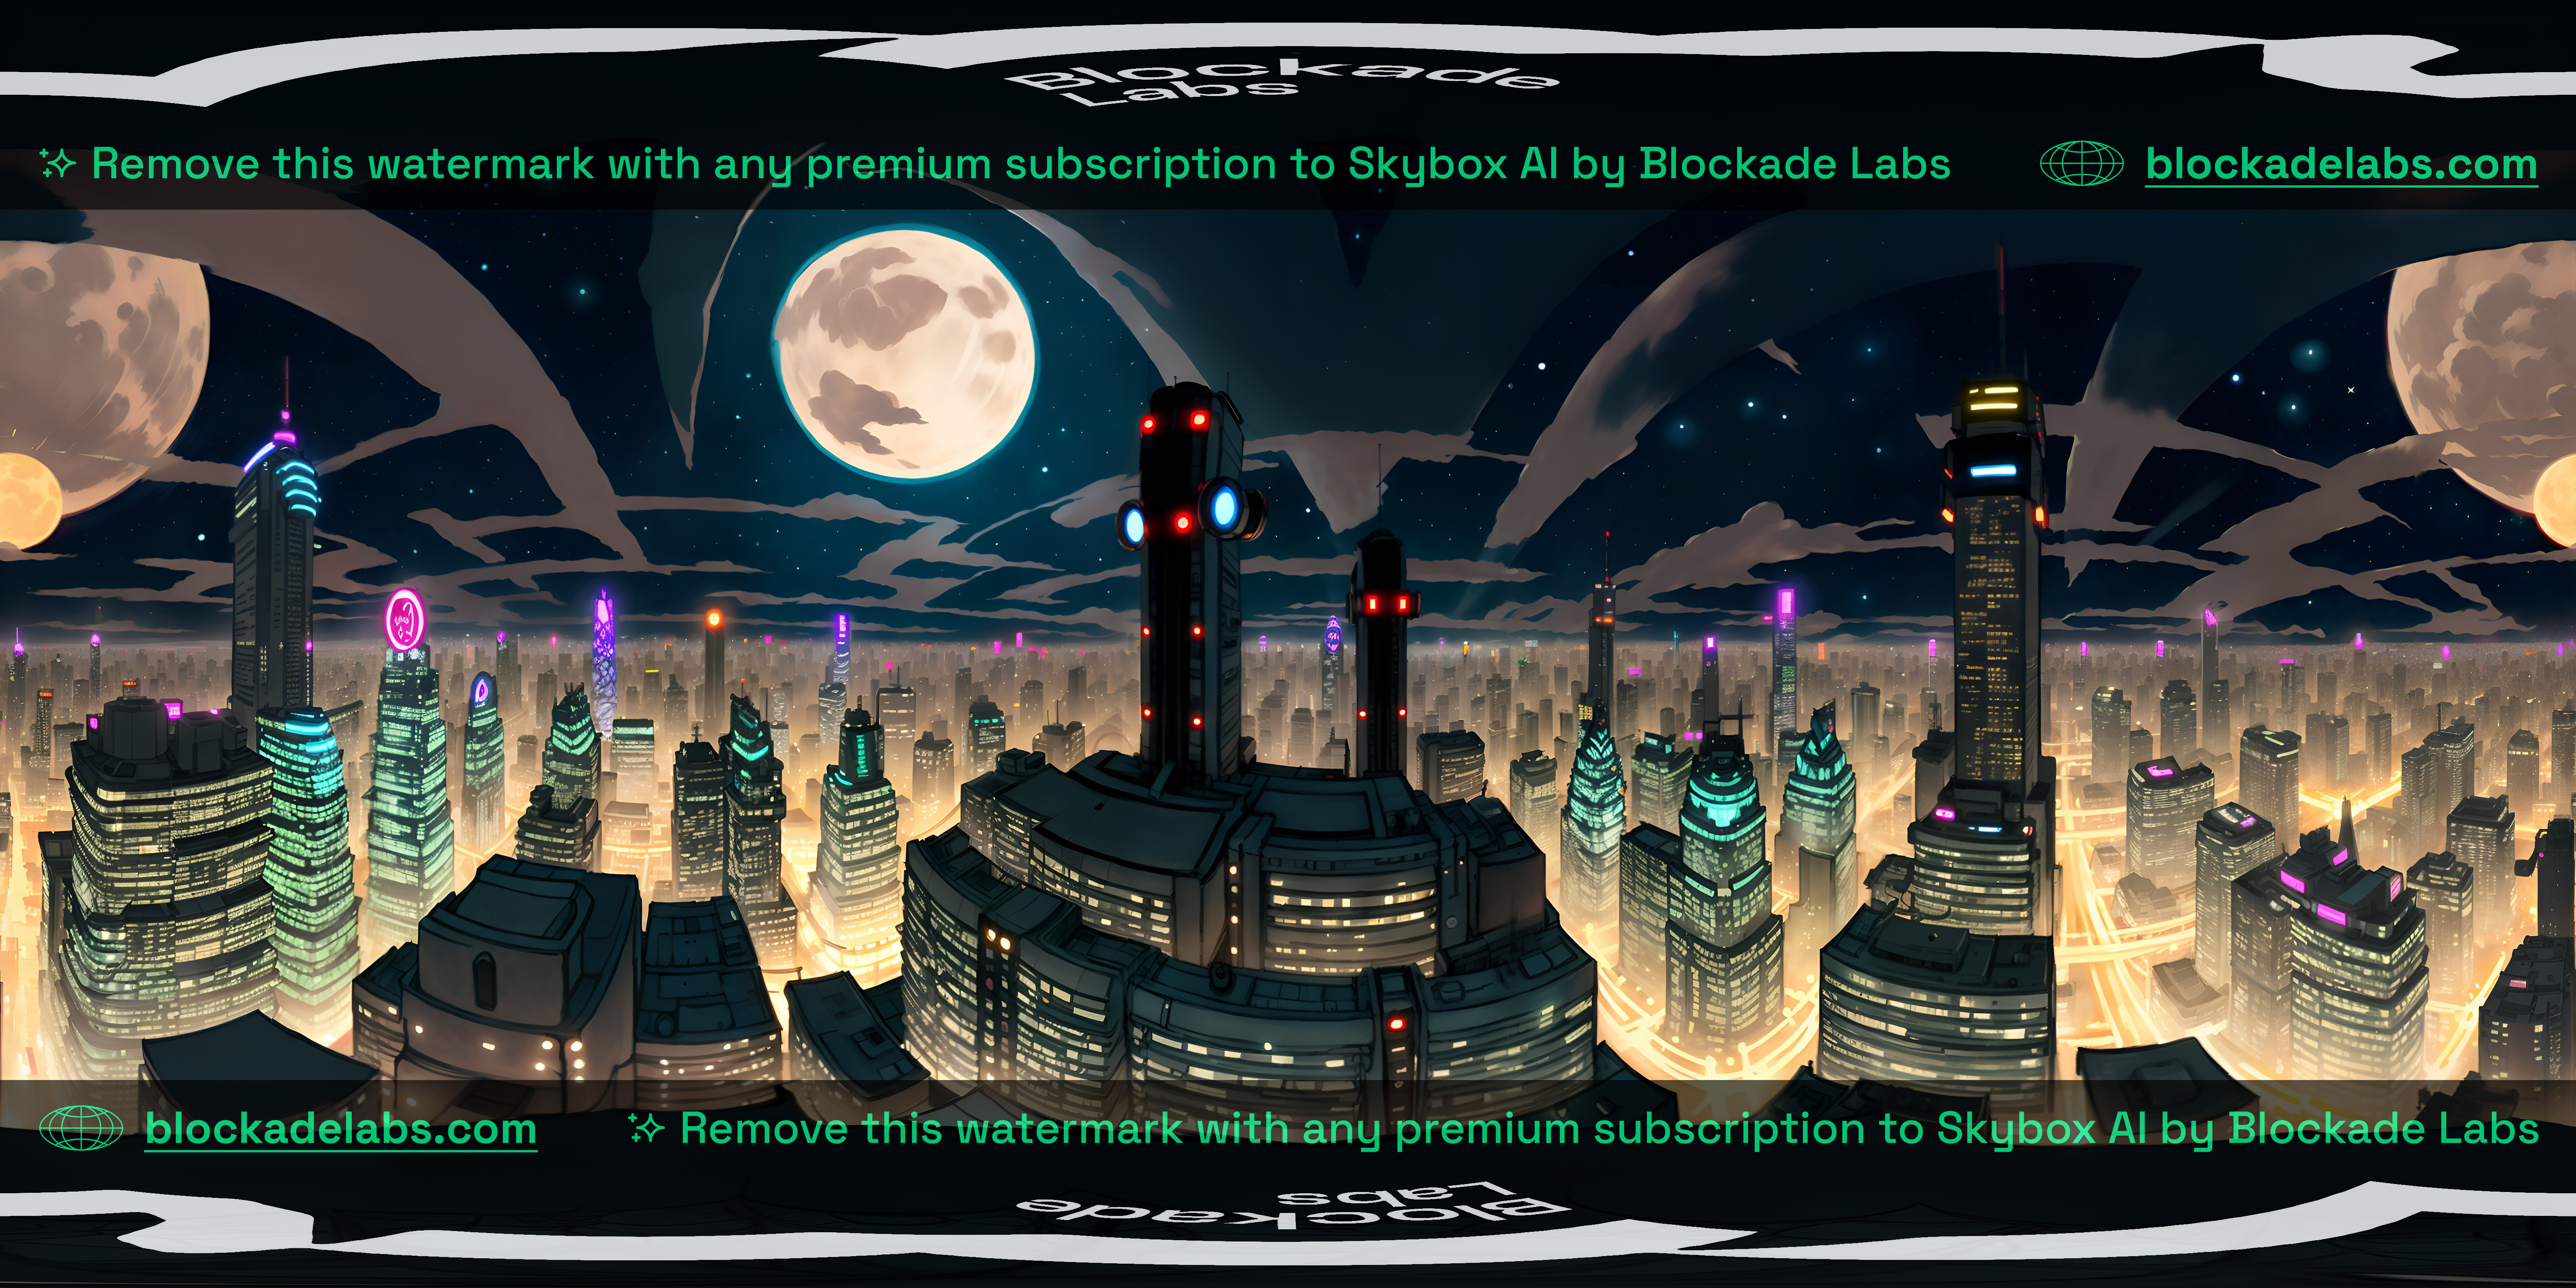 Blockade
Labs
Remove this watermark with any premium subscription to Skybox AI by Blockade Labs
blockadelabs.com
blockadelabs.com
Remove this watermark with any premium subscription to Skybox AI by Blockade Labs
Labs
Blockade